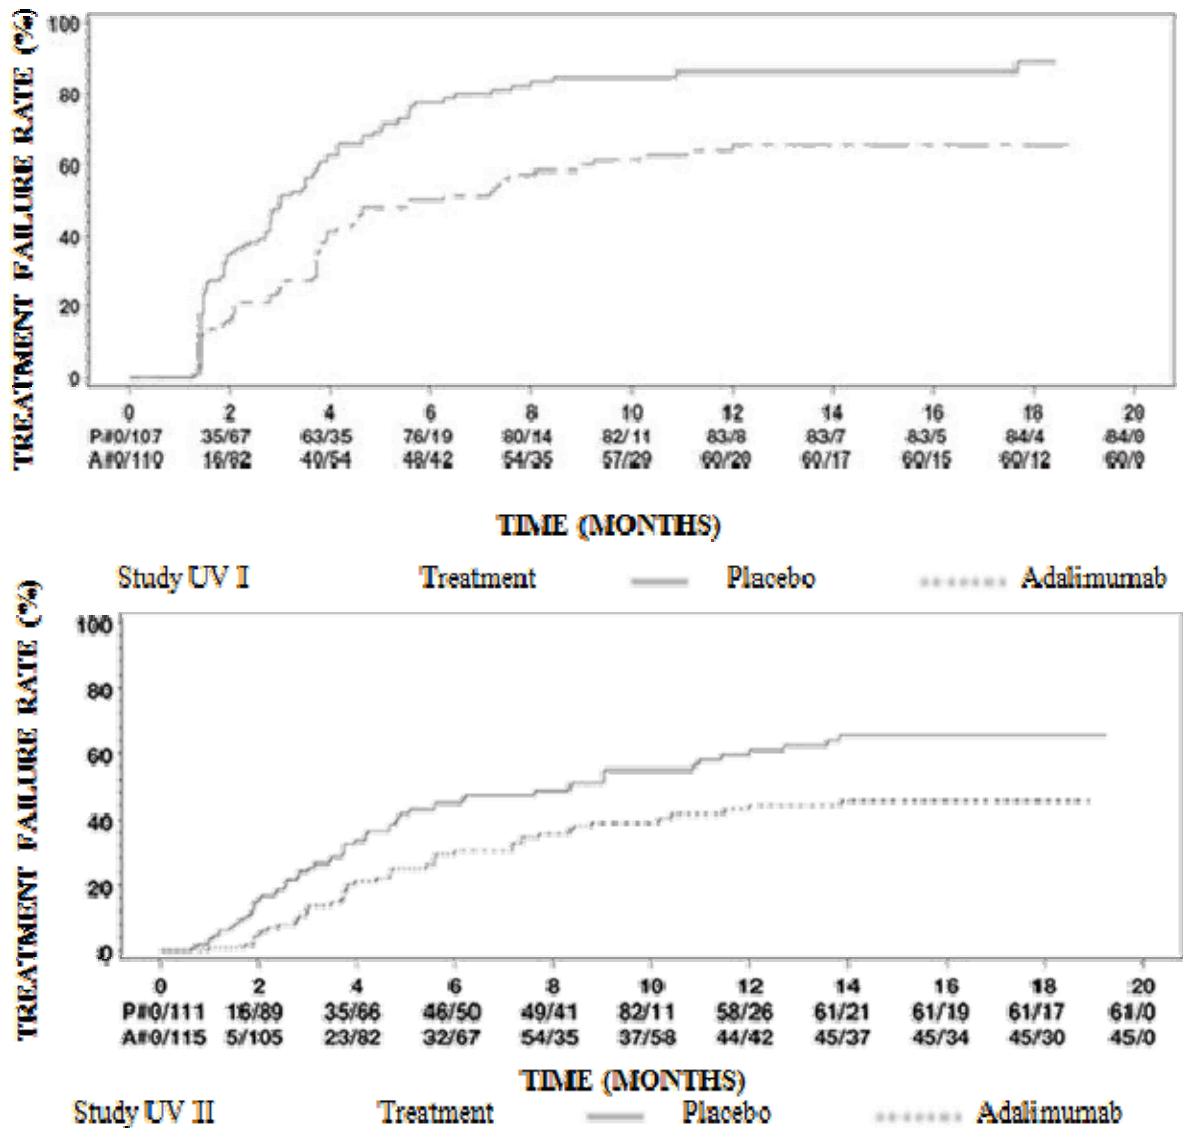 TREATMENT FAILURE RATE (%)
100
80
60
40
20
0
0 2 4 6 8 10 12 14 16 18 20
P#0/107 35/67 63/35 76/19 80/14 82/11 83/8 83/7 83/5 84/4 84/0
A#0/110 16/82 40/54 48/42 54/35 57/29 60/20 60/17 60/15 60/12 60/0
TIME (MONTHS)
Study UV I Treatment Placebo Adalimumab
TREATMENT FAILURE RATE (%)
100
80
60
40
20
0
0 2 4 6 8 10 12 14 16 18 20
P#0/111 16/89 35/66 46/50 49/41 82/11 58/26 61/21 61/19 61/17 61/0
A#0/115 5/105 23/82 32/67 54/35 37/58 44/42 45/37 45/34 45/30 45/0
TIME (MONTHS)
Study UV II Treatment Placebo Adalimumab